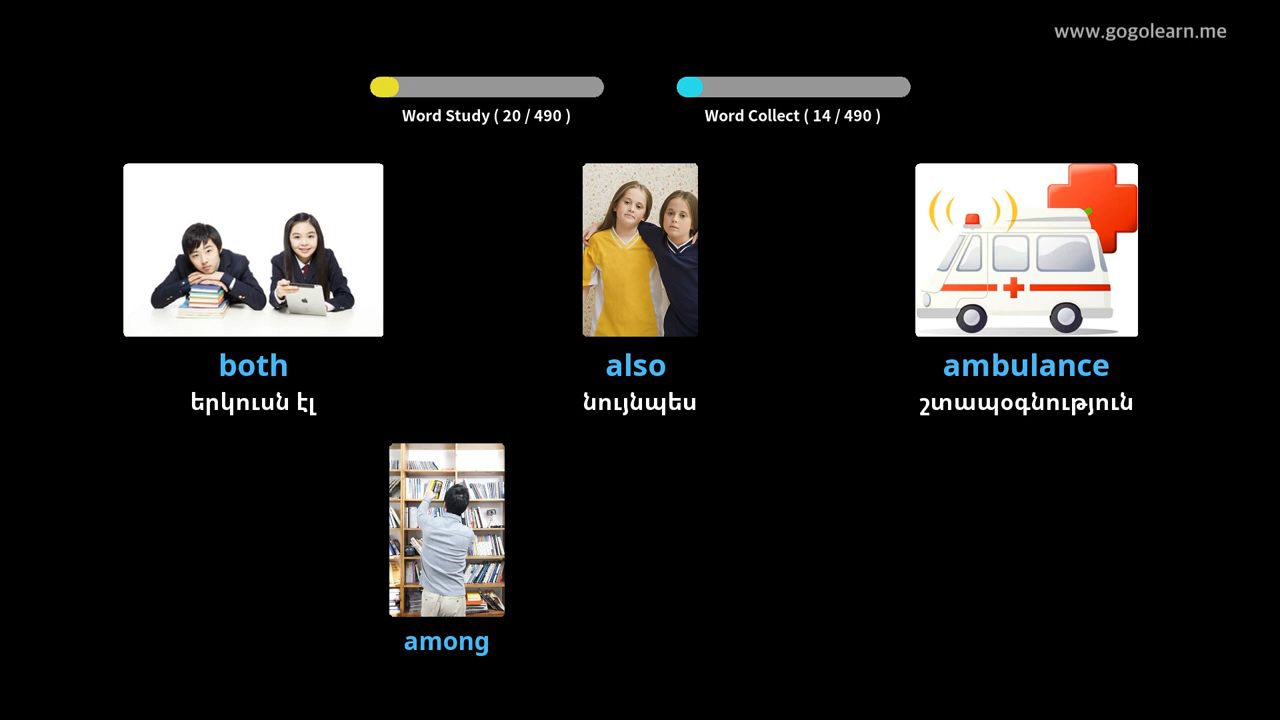 www.gogolearn.me
Word Study ( 20 / 490 )
Word Collect ( 14 / 490 )
both
երկուսն էլ
also
նույնպես
ambulance
շտապօգնություն
among